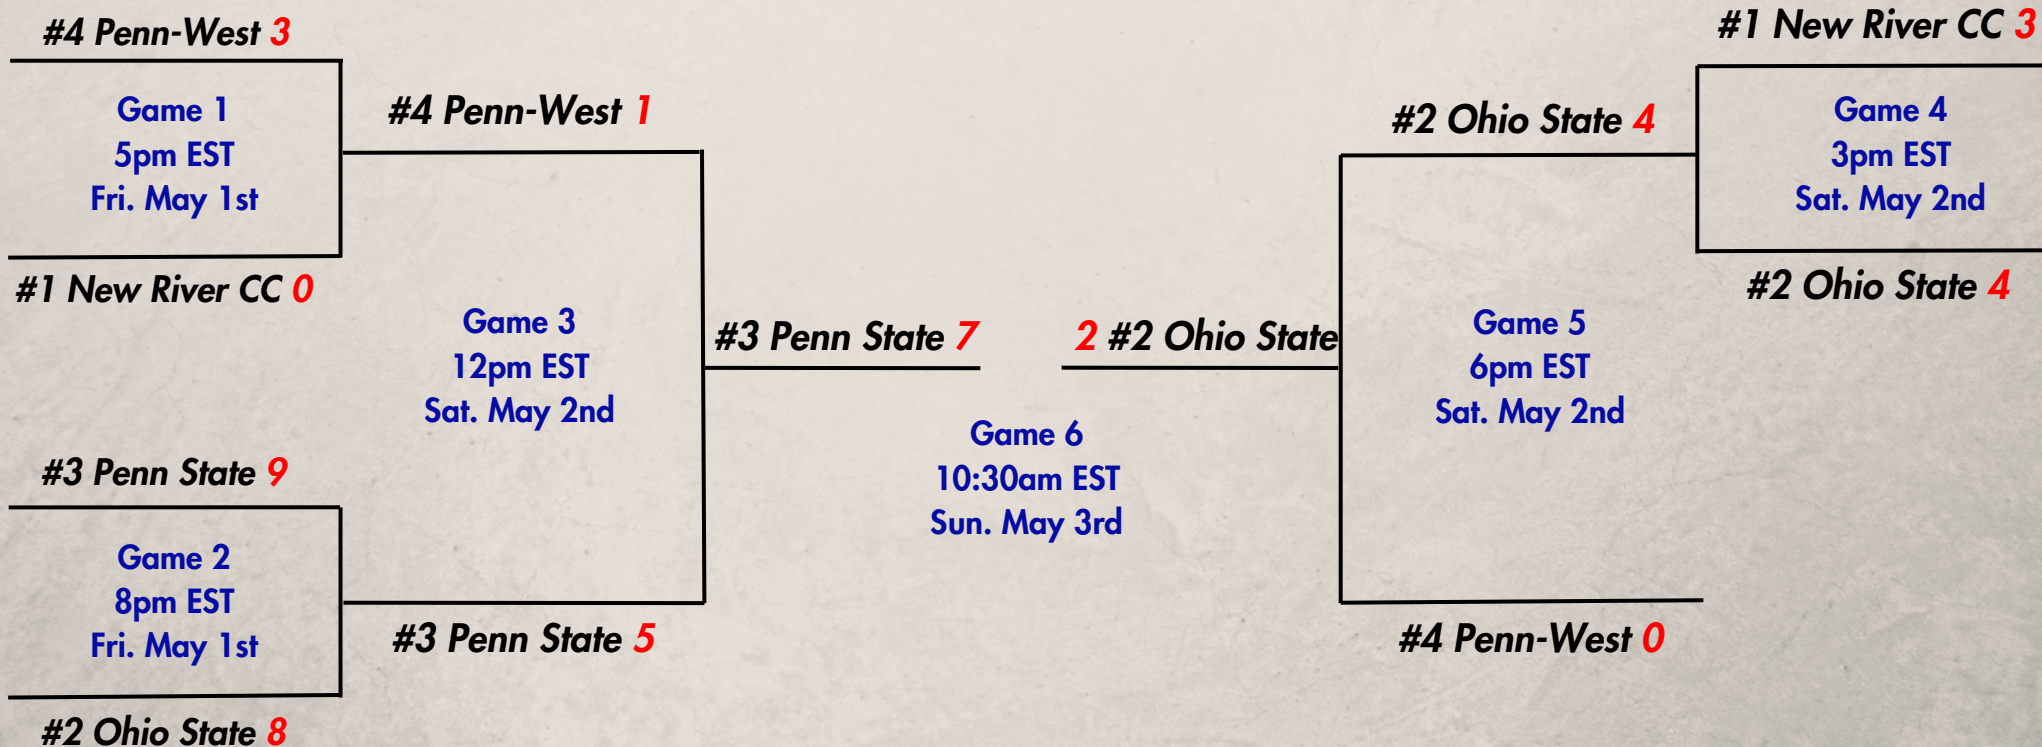 #4 Penn-West 3
Game 1
5pm EST
Fri. May 1st
#1 New River CC 0
#3 Penn State 9
Game 2
8pm EST
Fri. May 1st
#2 Ohio State 8
#4 Penn-West 1
Game 3
12pm EST
Sat. May 2nd
#3 Penn State 5
#3 Penn State 7
2 #2 Ohio State
Game 6
10:30am EST
Sun. May 3rd
#2 Ohio State 4
Game 5
6pm EST
Sat. May 2nd
#4 Penn-West 0
#1 New River CC 3
Game 4
3pm EST
Sat. May 2nd
#2 Ohio State 4